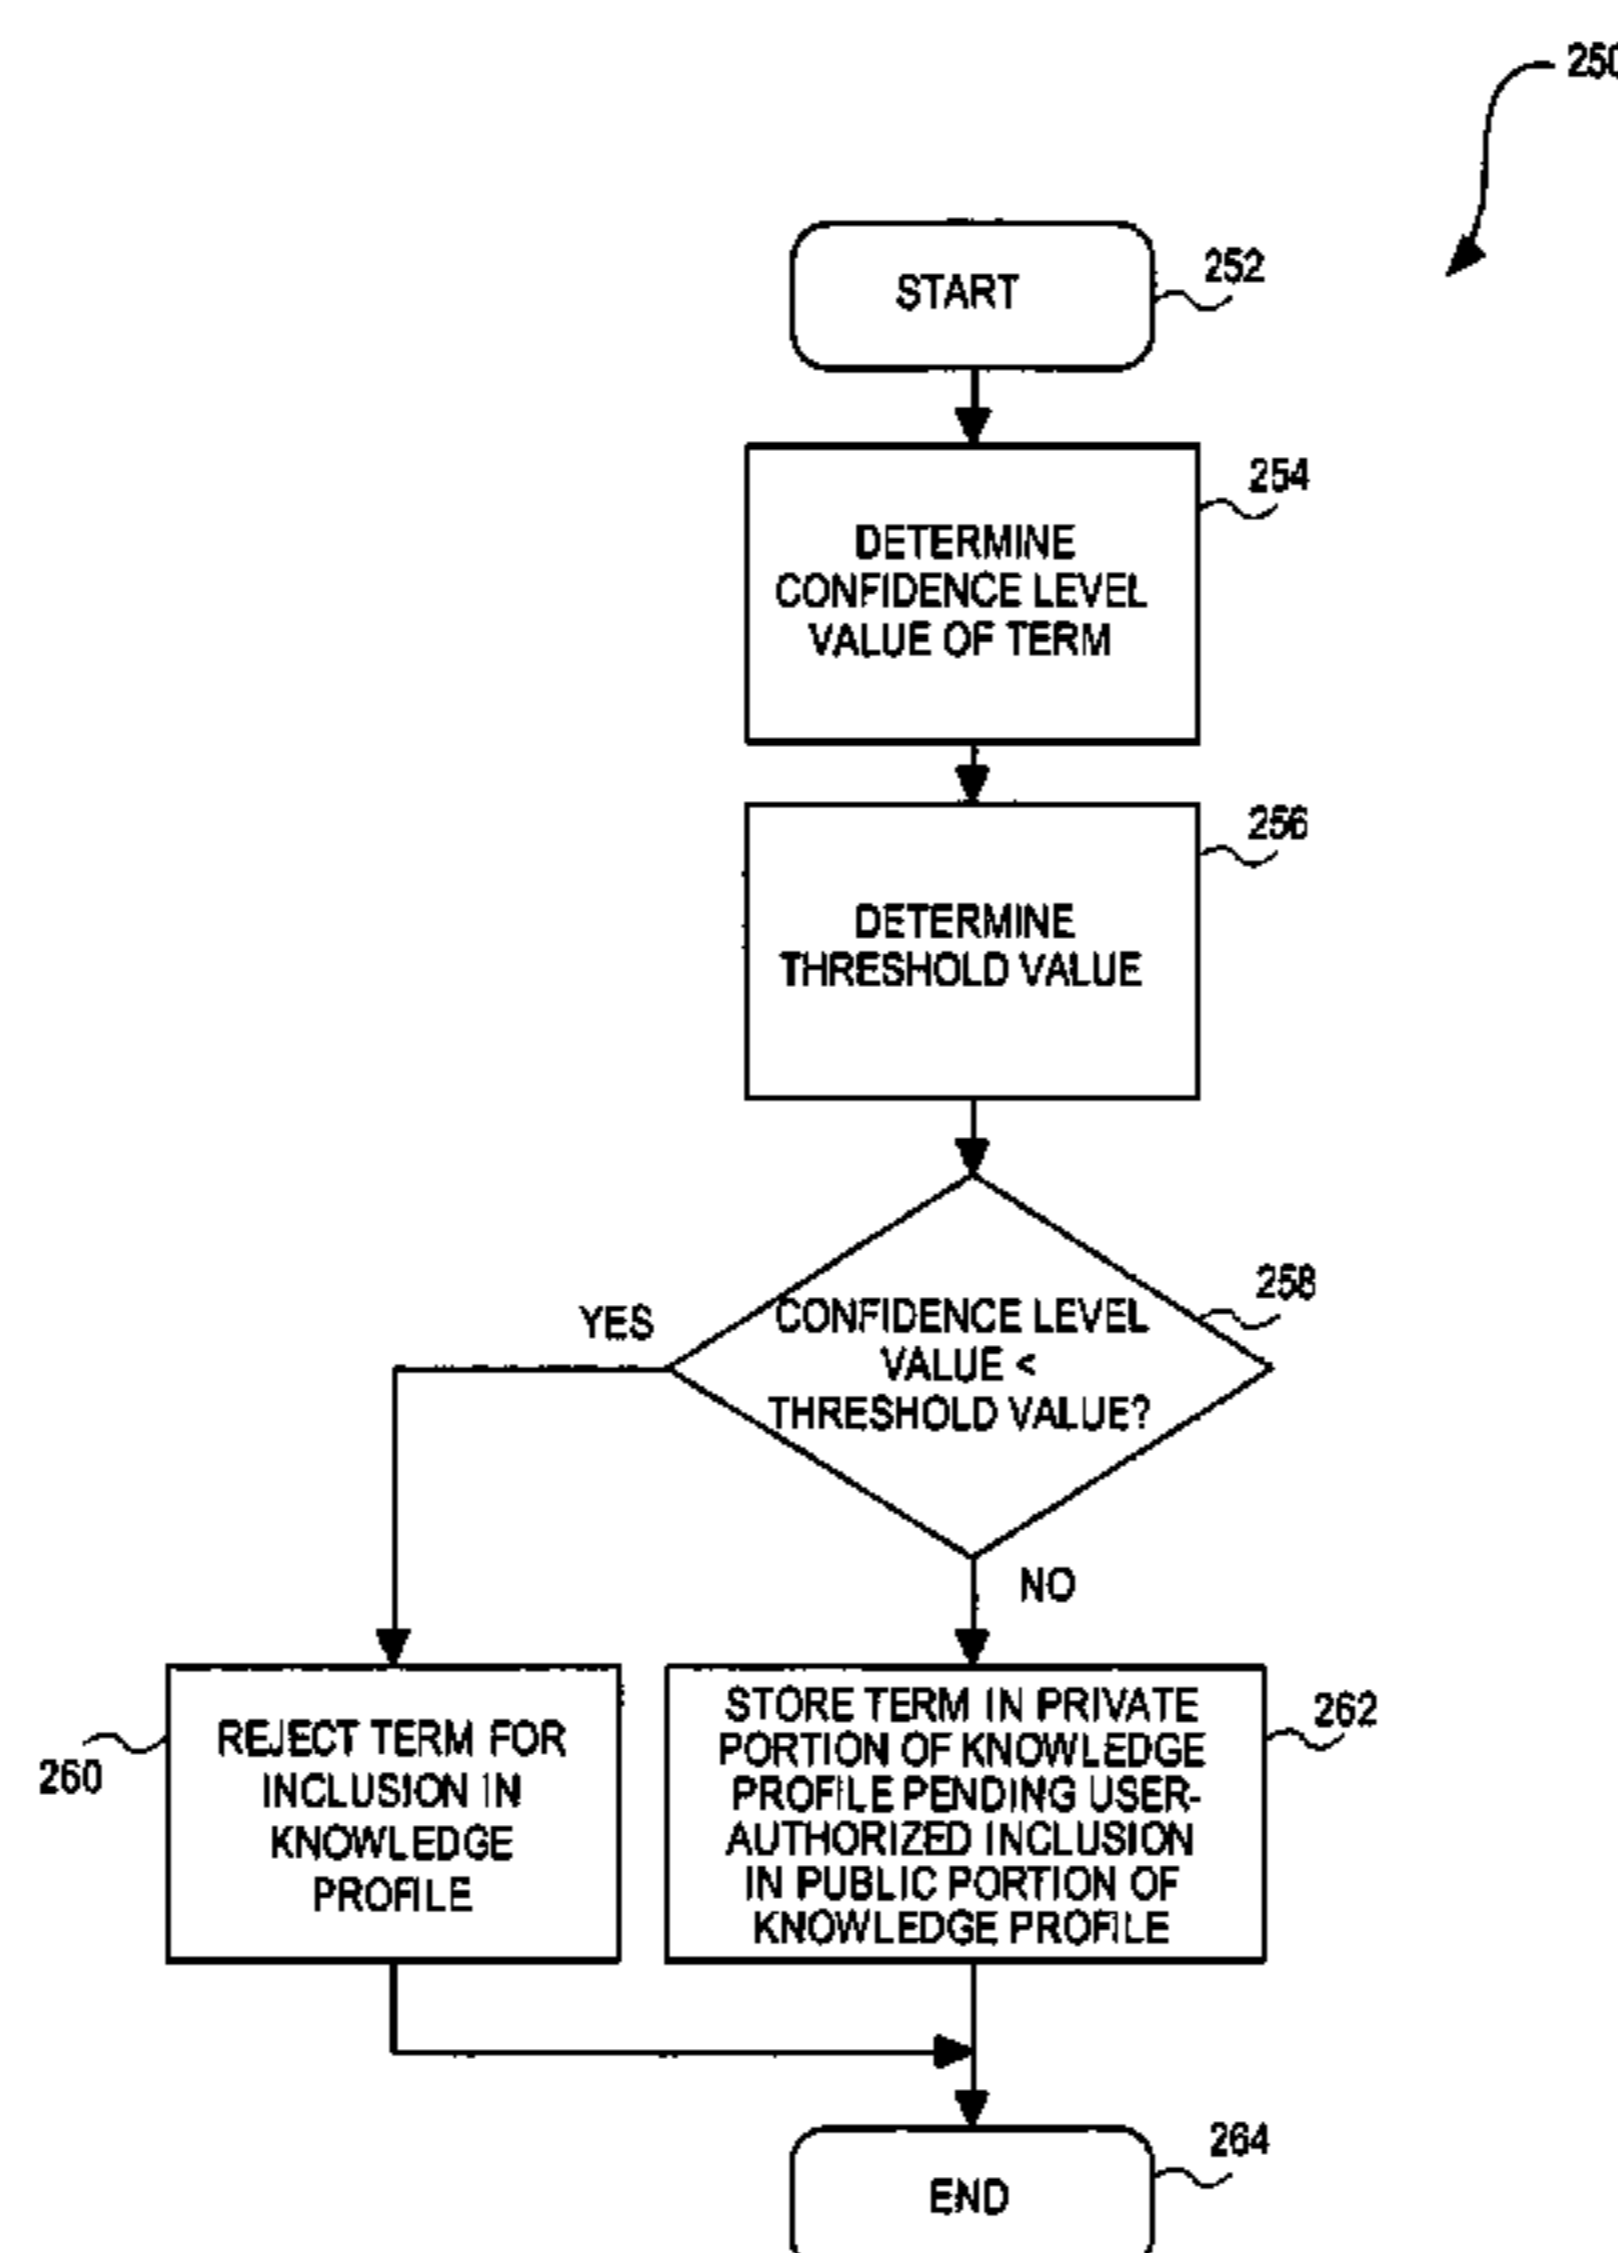 250
START
252
DETERMINE
CONFIDENCE LEVEL
VALUE OF TERM
254
DETERMINE
THRESHOLD VALUE
256
YES
CONFIDENCE LEVEL
VALUE <
THRESHOLD VALUE?
258
NO
REJECT TERM FOR
INCLUSION IN
KNOWLEDGE
PROFILE
260
STORE TERM IN PRIVATE
PORTION OF KNOWLEDGE
PROFILE PENDING USER-
AUTHORIZED INCLUSION
IN PUBLIC PORTION OF
KNOWLEDGE PROFILE
262
END
264